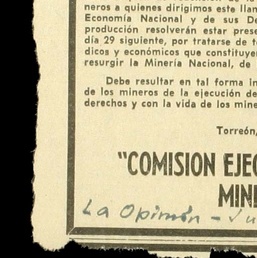 neros a quienes dirigimos este llam
Economía Nacional y de sus De
producción resolverán estar prese
día 29 siguiente, por tratarse de t
dicos y económicos que constituye
resurgir la Minería Nacional, de
Debe resultar en tal forma in
de los mineros de la ejecución de
derechos y con la vida de los mine
Torreón,
"COMISION EJEC
MINE
La Opinión - Ju